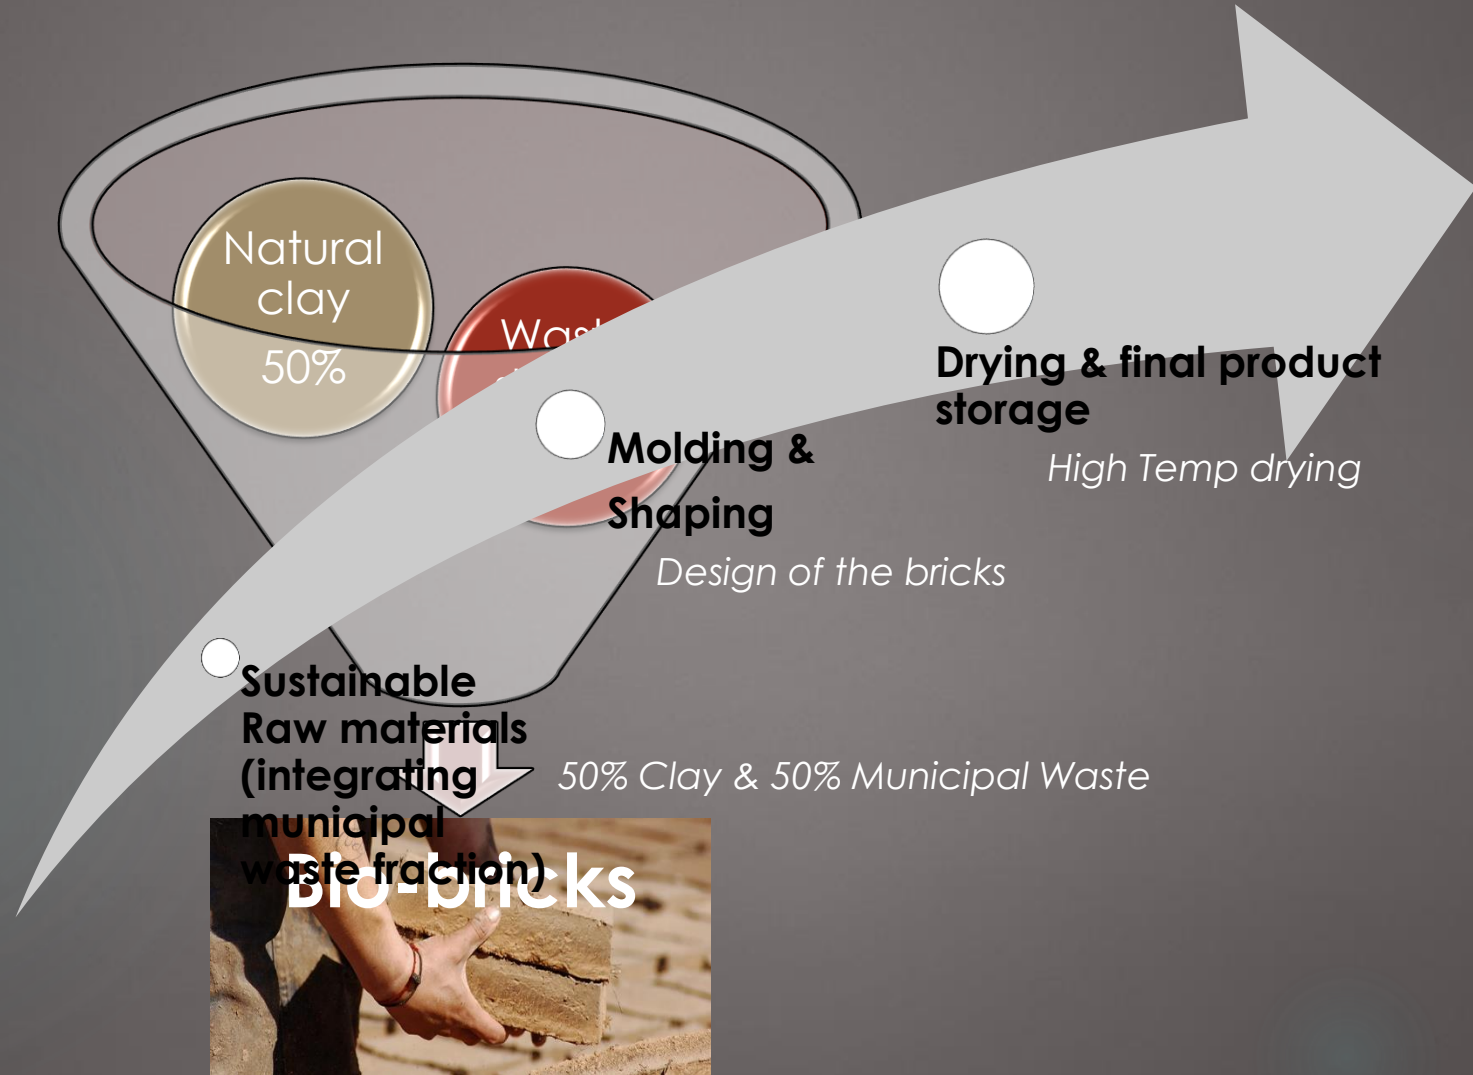 Natural
clay
50%
Drying & final product
storage
High Temp drying
Molding &
Shaping
Design of the bricks
Sustainable
Raw materials
(integrating
municipal
waste fraction)
50% Clay & 50% Municipal Waste
Bio-bricks